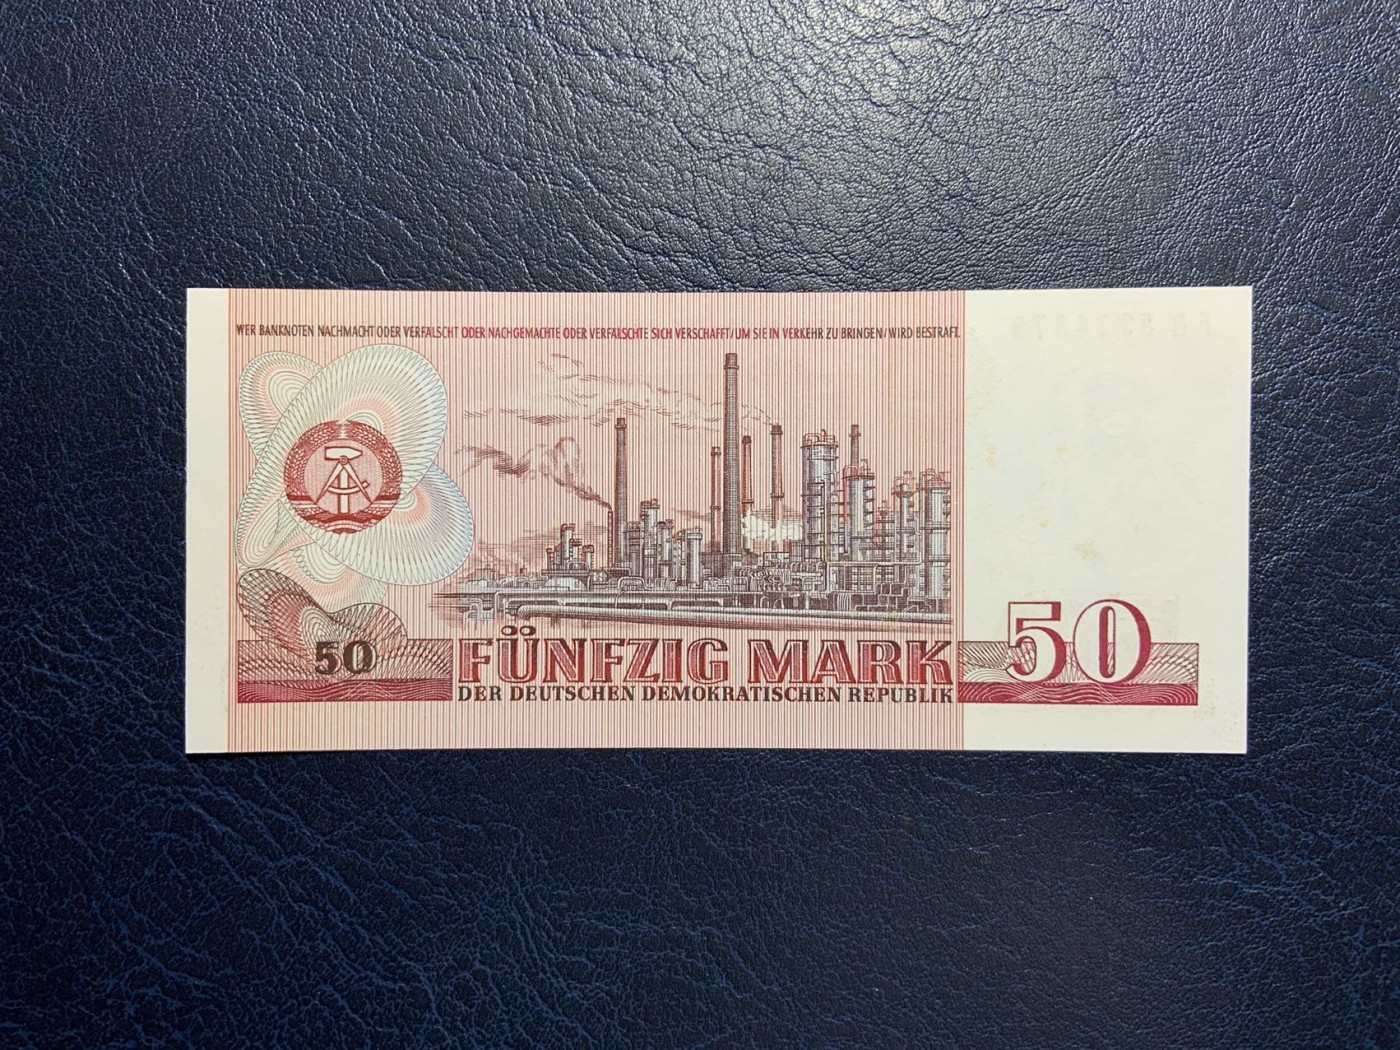 WER BANKNOTEN NACHMACHT ODER VERFÄLSCHT ODER NACHGEMACHTE ODER VERFÄLSCHTE SICH VERSCHAFFT/UM SIE IN VERKEHR ZU BRINGEN/WIRD BESTRAFT.
50
FÜNFZIG MARK
DER DEUTSCHEN DEMOKRATISCHEN REPUBLIK
50